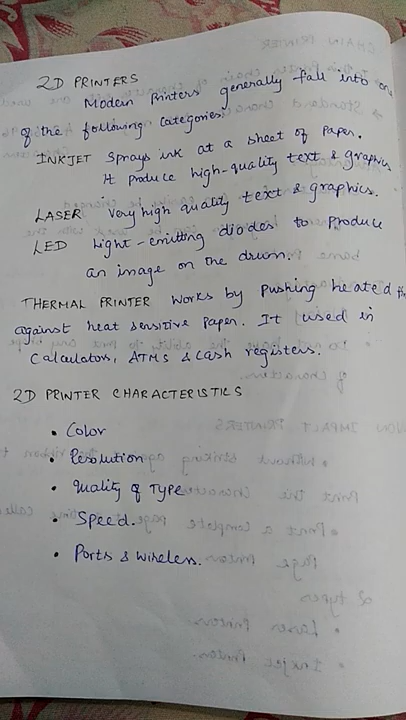 2D PRINTERS
Modern Printers generally fall into one
of the following categories:
INKJET Sprays ink at a sheet of paper.
It produce high-quality text & graphics
LASER Very high quality text & graphics.
LED Light-emitting diodes to produce
an image on the drum.
THERMAL PRINTER works by pushing heated
against heat sensitive paper. It used in
Calculators, ATMs & cash registers.
2D PRINTER CHARACTERISTICS
• Color
• Resolution
• Quality of Type
• Speed.
• Ports & wireless.